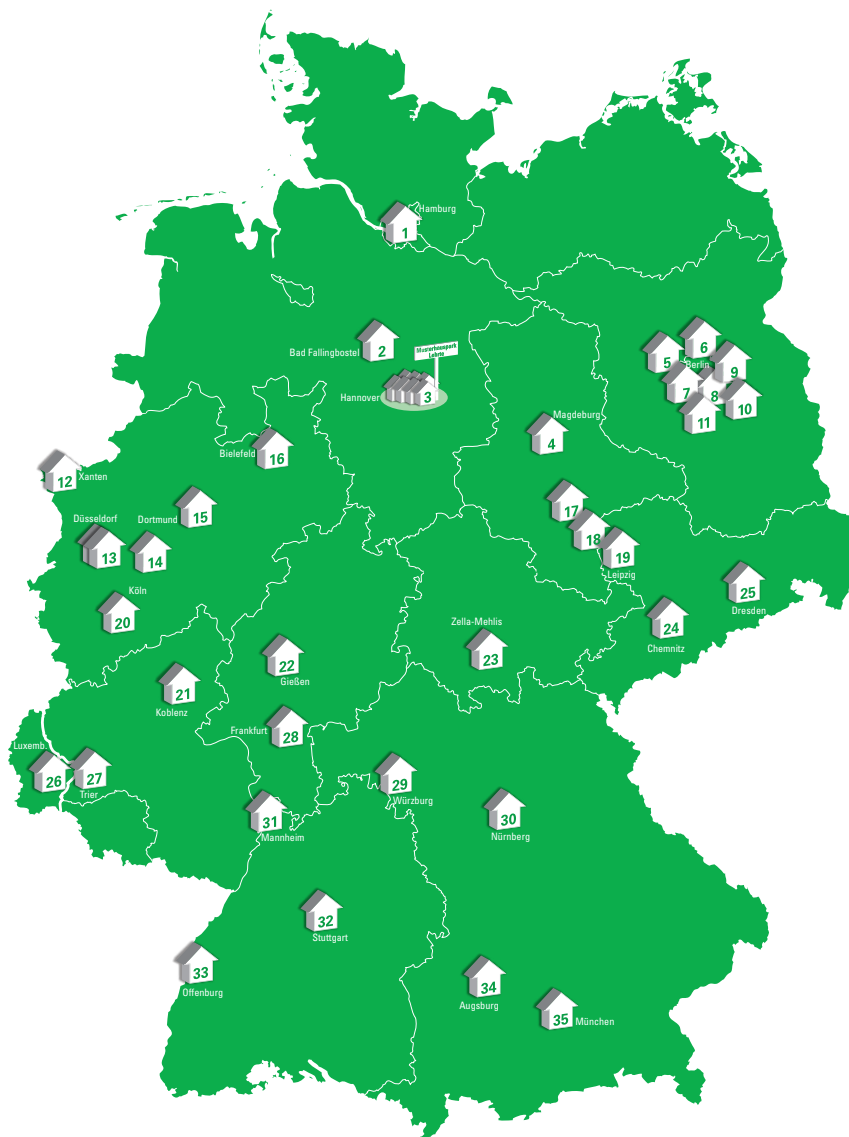 Hamburg
1
Bad Fallingbostel
2
Musterhauspark
Lehrte
Hannover
3
6
5
Berlin
9
7
8
10
11
Magdeburg
4
Bielefeld
16
12
Xanten
17
15
Düsseldorf
Dortmund
18
13
14
19
Leipzig
Köln
25
Dresden
20
24
Chemnitz
Zella-Mehlis
23
22
Gießen
21
Koblenz
Frankfurt
28
Luxemb.
26
27
Trier
29
Würzburg
31
Mannheim
30
Nürnberg
32
Stuttgart
33
Offenburg
34
Augsburg
35
München